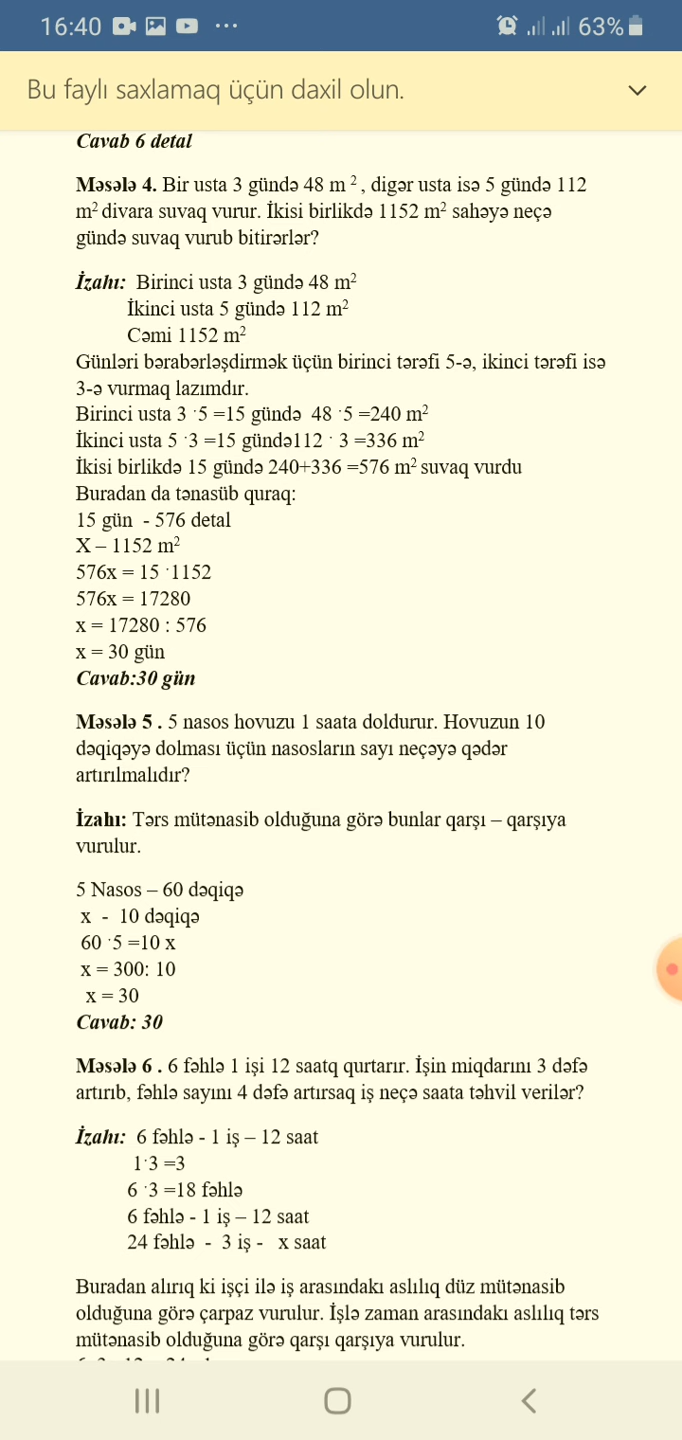 16:40
63%
Bu faylı saxlamaq üçün daxil olun.
Cavab 6 detal
Məsələ 4. Bir usta 3 gündə 48 m ², digər usta isə 5 gündə 112
m² divara suvaq vurur. İkisi birlikdə 1152 m² sahəyə neçə
gündə suvaq vurub bitirərlər?
İzahı: Birinci usta 3 gündə 48 m²
İkinci usta 5 gündə 112 m²
Cəmi 1152 m²
Günləri bərabərləşdirmək üçün birinci tərəfi 5-ə, ikinci tərəfi isə
3-ə vurmaq lazımdır.
Birinci usta 3 ·5 =15 gündə 48 ·5 =240 m²
İkinci usta 5 ·3 =15 gündə112 · 3 =336 m²
İkisi birlikdə 15 gündə 240+336 =576 m² suvaq vurdu
Buradan da tənasüb quraq:
15 gün - 576 detal
X – 1152 m²
576x = 15 ·1152
576x = 17280
x = 17280 : 576
x = 30 gün
Cavab:30 gün
Məsələ 5 . 5 nasos hovuzu 1 saata doldurur. Hovuzun 10
dəqiqəyə dolması üçün nasosların sayı neçəyə qədər
artırılmalıdır?
İzahı: Tərs mütənasib olduğuna görə bunlar qarşı – qarşıya
vurulur.
5 Nasos – 60 dəqiqə
x - 10 dəqiqə
60 ·5 =10 x
x = 300: 10
x = 30
Cavab: 30
Məsələ 6 . 6 fəhlə 1 işi 12 saatq qurtarır. İşin miqdarını 3 dəfə
artırıb, fəhlə sayını 4 dəfə artırsaq iş neçə saata təhvil verilər?
İzahı: 6 fəhlə - 1 iş – 12 saat
1·3 =3
6 ·3 =18 fəhlə
6 fəhlə - 1 iş – 12 saat
24 fəhlə - 3 iş - x saat
Buradan alırıq ki işçi ilə iş arasındakı aslılıq düz mütənasib
olduğuna görə çarpaz vurulur. İşlə zaman arasındakı aslılıq tərs
mütənasib olduğuna görə qarşı qarşıya vurulur.